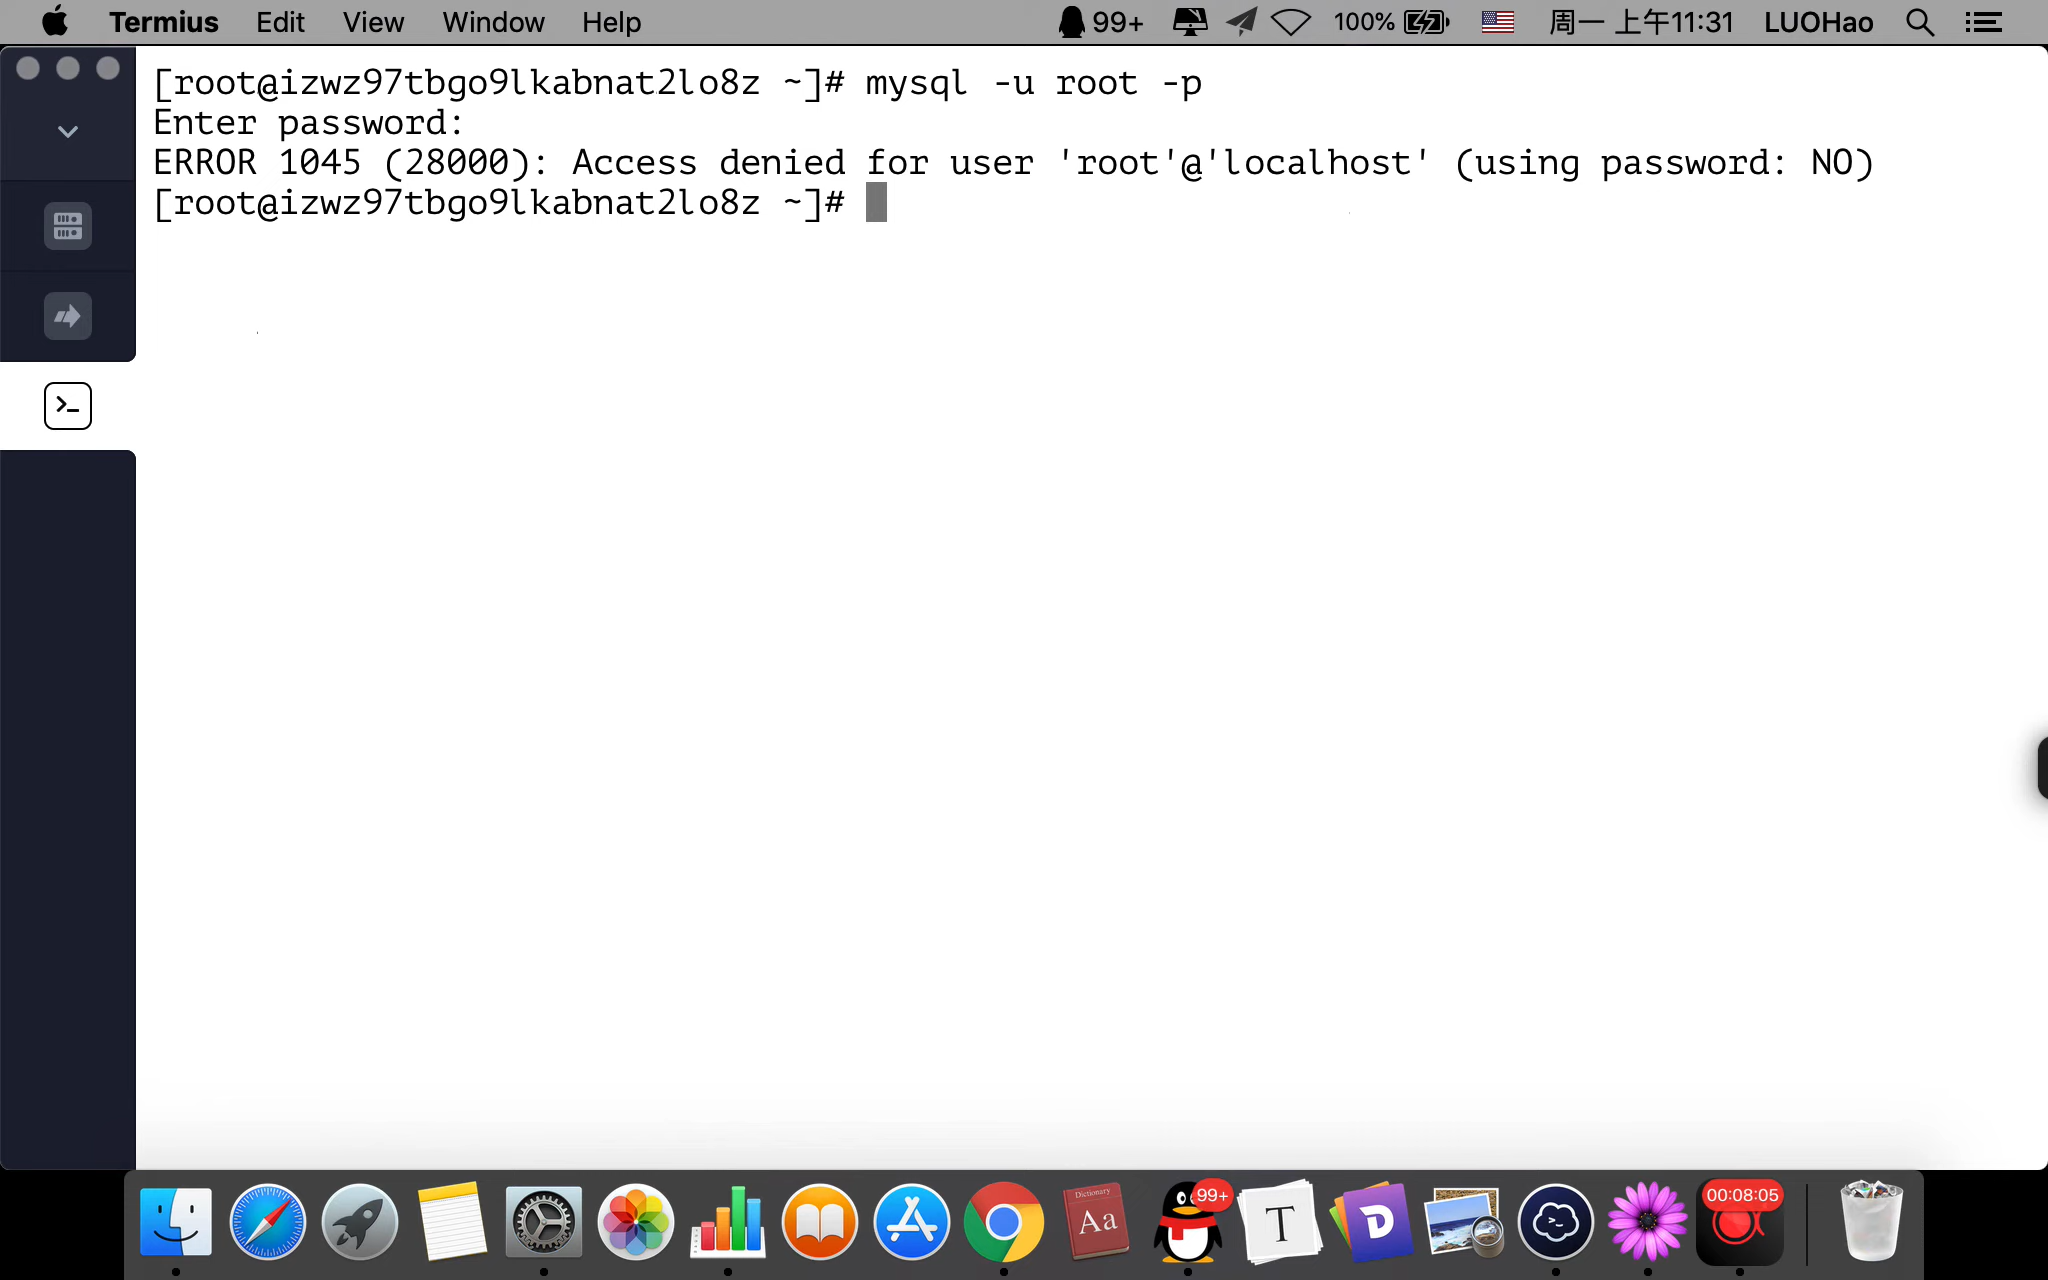 Termius Edit View Window Help 99+ 100% 周一 上午11:31 LUOHao
[root@izwz97tbgo9lkabnat2lo8z ~]# mysql -u root -p
Enter password:
ERROR 1045 (28000): Access denied for user 'root'@'localhost' (using password: NO)
[root@izwz97tbgo9lkabnat2lo8z ~]#
Dictionary
Aa
99+
T
D
00:08:05